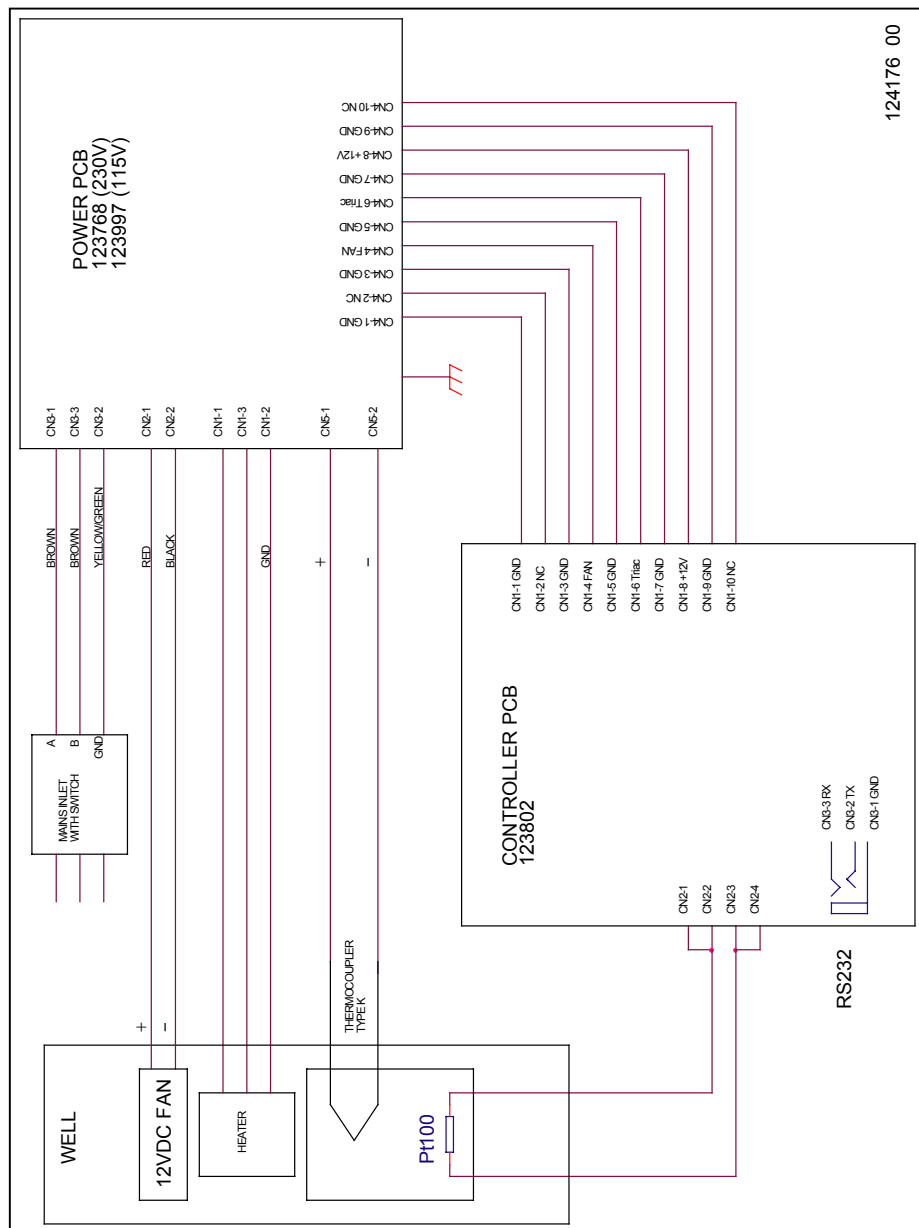 124176 00
POWER PCB
123768 (230V)
123997 (115V)
CN4-10 NC
CN4-9 GND
CN4-8 +12V
CN4-7 GND
CN4-6 Triac
CN4-5 GND
CN4-4 FAN
CN4-3 GND
CN4-2 NC
CN4-1 GND
CN3-1
CN3-3
CN3-2
CN2-1
CN2-2
CN1-1
CN1-3
CN1-2
CN5-1
CN5-2
BROWN
BROWN
YELLOW/GREEN
RED
BLACK
GND
+
–
A
B
GND
MAINS INLET
WITH SWITCH
+
–
THERMOCOUPLER
TYPE K
WELL
12VDC FAN
HEATER
Pt100
CONTROLLER PCB
123802
CN1-1 GND
CN1-2 NC
CN1-3 GND
CN1-4 FAN
CN1-5 GND
CN1-6 Triac
CN1-7 GND
CN1-8 +12V
CN1-9 GND
CN1-10 NC
CN2-1
CN2-2
CN2-3
CN2-4
CN3-3 RX
CN3-2 TX
CN3-1 GND
RS232